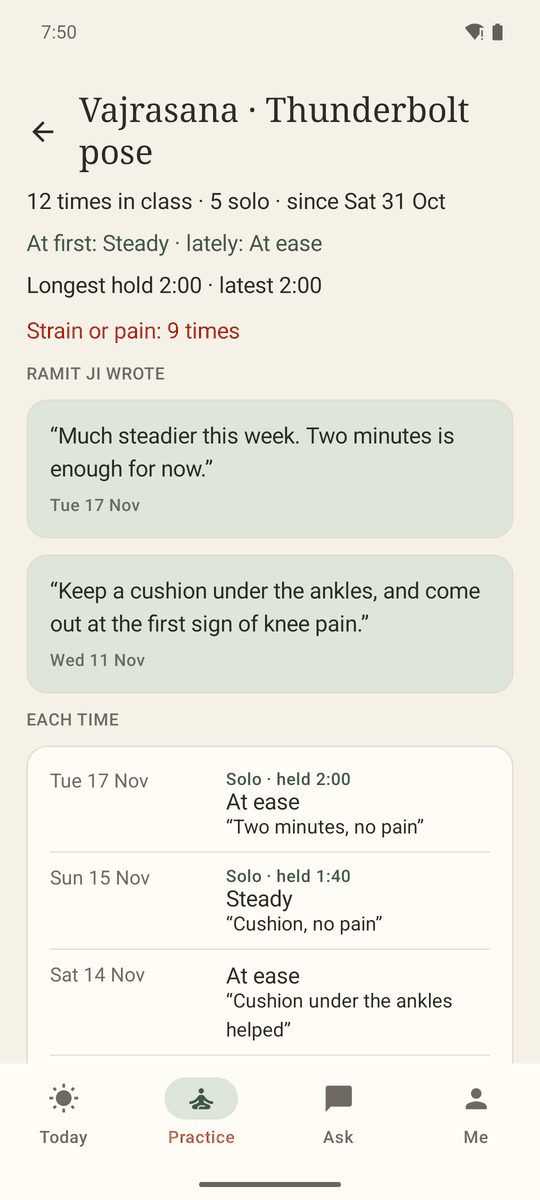 7:50
Vajrasana · Thunderbolt
pose
12 times in class · 5 solo · since Sat 31 Oct
At first: Steady · lately: At ease
Longest hold 2:00 · latest 2:00
Strain or pain: 9 times
RAMIT JI WROTE
“Much steadier this week. Two minutes is
enough for now.”
Tue 17 Nov
“Keep a cushion under the ankles, and come
out at the first sign of knee pain.”
Wed 11 Nov
EACH TIME
Tue 17 Nov
Solo · held 2:00
At ease
“Two minutes, no pain”
Sun 15 Nov
Solo · held 1:40
Steady
“Cushion, no pain”
Sat 14 Nov
At ease
“Cushion under the ankles
helped”
Today
Practice
Ask
Me